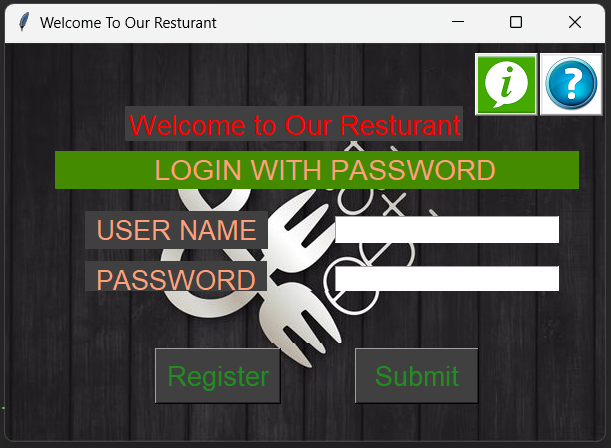 Welcome To Our Resturant
i ?
Welcome to Our Resturant
LOGIN WITH PASSWORD
USER NAME
PASSWORD
Register Submit